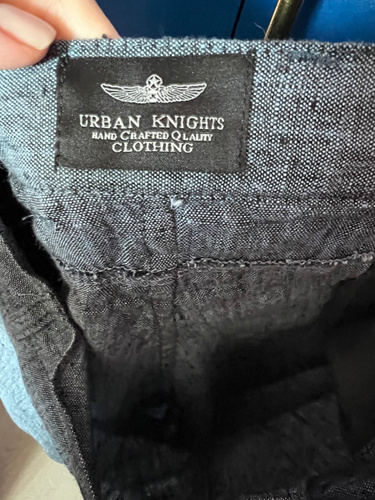 URBAN KNIGHTS
HAND CRAFTED QUALITY
CLOTHING